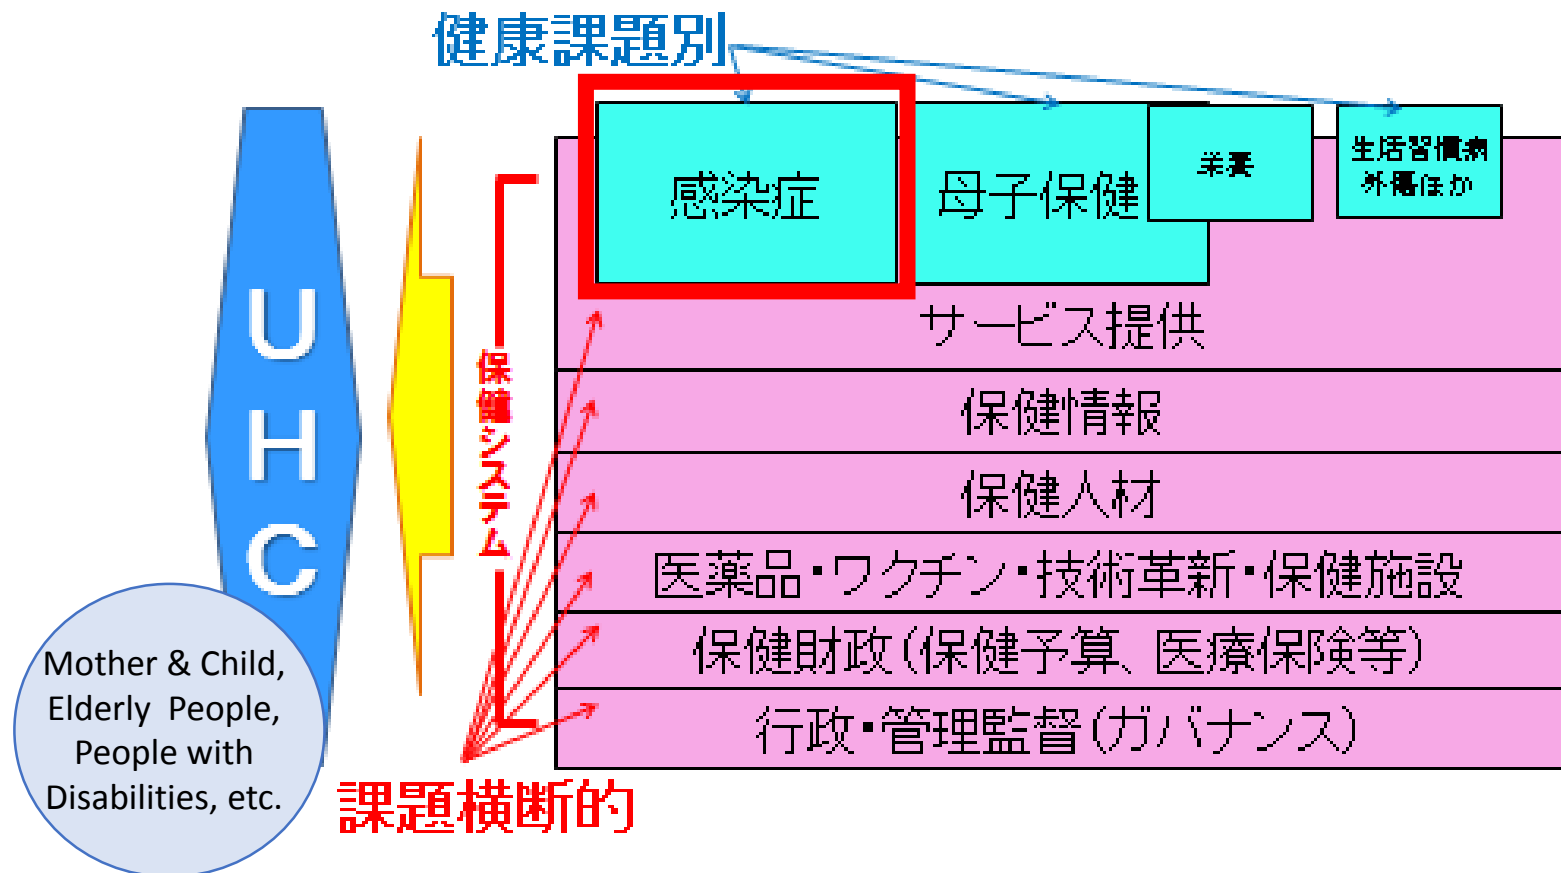 健康課題別
感染症
母子保健
栄養
生活習慣病
外傷ほか
サービス提供
保健情報
保健人材
医薬品・ワクチン・技術革新・保健施設
保健財政(保健予算、医療保険等)
行政・管理監督(ガバナンス)
保健システム
UHC
Mother & Child,
Elderly People,
People with
Disabilities, etc.
課題横断的